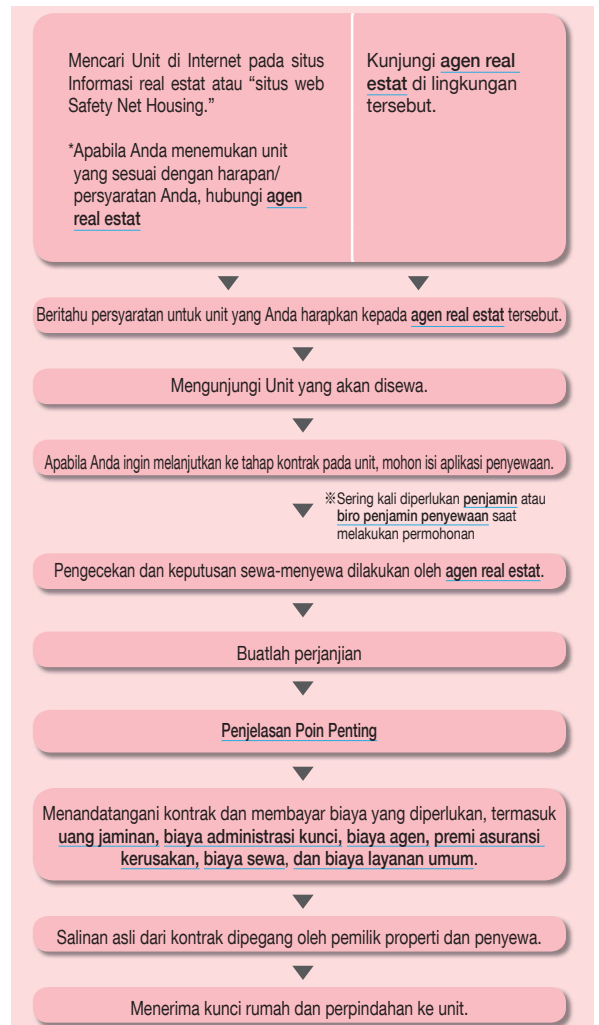 Mencari Unit di Internet pada situs
Informasi real estat atau “situs web
Safety Net Housing.”
*Apabila Anda menemukan unit
yang sesuai dengan harapan/
persyaratan Anda, hubungi agen
real estat
Kunjungi agen real
estat di lingkungan
tersebut.
Beritahu persyaratan untuk unit yang Anda harapkan kepada agen real estat tersebut.
Mengunjungi Unit yang akan disewa.
Apabila Anda ingin melanjutkan ke tahap kontrak pada unit, mohon isi aplikasi penyewaan.
※Sering kali diperlukan penjamin atau
biro penjamin penyewaan saat
melakukan permohonan
Pengecekan dan keputusan sewa-menyewa dilakukan oleh agen real estat.
Buatlah perjanjian
Penjelasan Poin Penting
Menandatangani kontrak dan membayar biaya yang diperlukan, termasuk
uang jaminan, biaya administrasi kunci, biaya agen, premi asuransi
kerusakan, biaya sewa, dan biaya layanan umum.
Salinan asli dari kontrak dipegang oleh pemilik properti dan penyewa.
Menerima kunci rumah dan perpindahan ke unit.